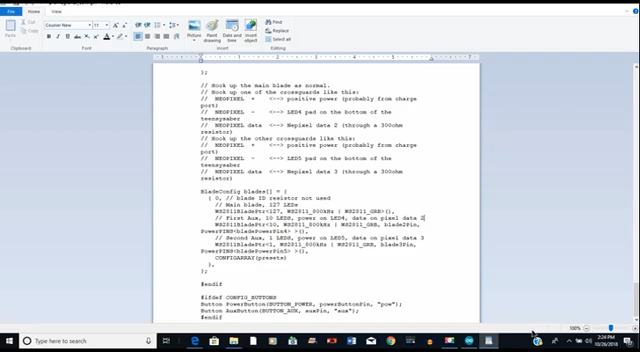 File
Home
View
Paste
Courier New
11
Clipboard
Font
Paragraph
Picture
Paint drawing
Date and time
Insert object
Insert
Find
Replace
Select all
Editing
};
// Hook up the main blade as normal.
// Hook up one of the crossguards like this:
//  NEOPIXEL +    <--> positive power (probably from charge
port)
//  NEOPIXEL -    <--> LED4 pad on the bottom of the
teensysaber
//  NEOPIXEL data <--> Nepixel data 2 (through a 300ohm
resistor)
// Hook up the other crossguards like this:
//  NEOPIXEL +    <--> positive power (probably from charge
port)
//  NEOPIXEL -    <--> LED5 pad on the bottom of the
teensysaber
//  NEOPIXEL data <--> Nepixel data 3 (through a 300ohm
resistor)
BladeConfig blades[] = {
{ 0, // blade ID resistor not used
// Main blade, 127 LEDs
WS2811BladePtr<127, WS2811_800kHz | WS2811_GRB>(),
// First Aux, 10 LEDS, power on LED4, data on pixel data 2
WS2811BladePtr<10, WS2811_800kHz | WS2811_GRB, blade2Pin,
PowerPINS<bladePowerPin4> >(),
// Second Aux, 1 LEDS, power on LED5, data on pixel data 3
WS2811BladePtr<1, WS2811_800kHz | WS2811_GRB, blade3Pin,
PowerPINS<bladePowerPin5> >(),
CONFIGARRAY(presets)
},
};
#endif
#ifdef CONFIG_BUTTONS
Button PowerButton(BUTTON_POWER, powerButtonPin, "pow");
Button AuxButton(BUTTON_AUX, auxPin, "aux");
#endif
100%
Type here to search
2:24 PM
10/26/2018